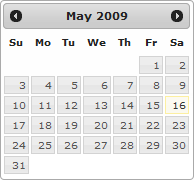 May 2009
Su Mo Tu We Th Fr Sa
1 2
3 4 5 6 7 8 9
10 11 12 13 14 15 16
17 18 19 20 21 22 23
24 25 26 27 28 29 30
31